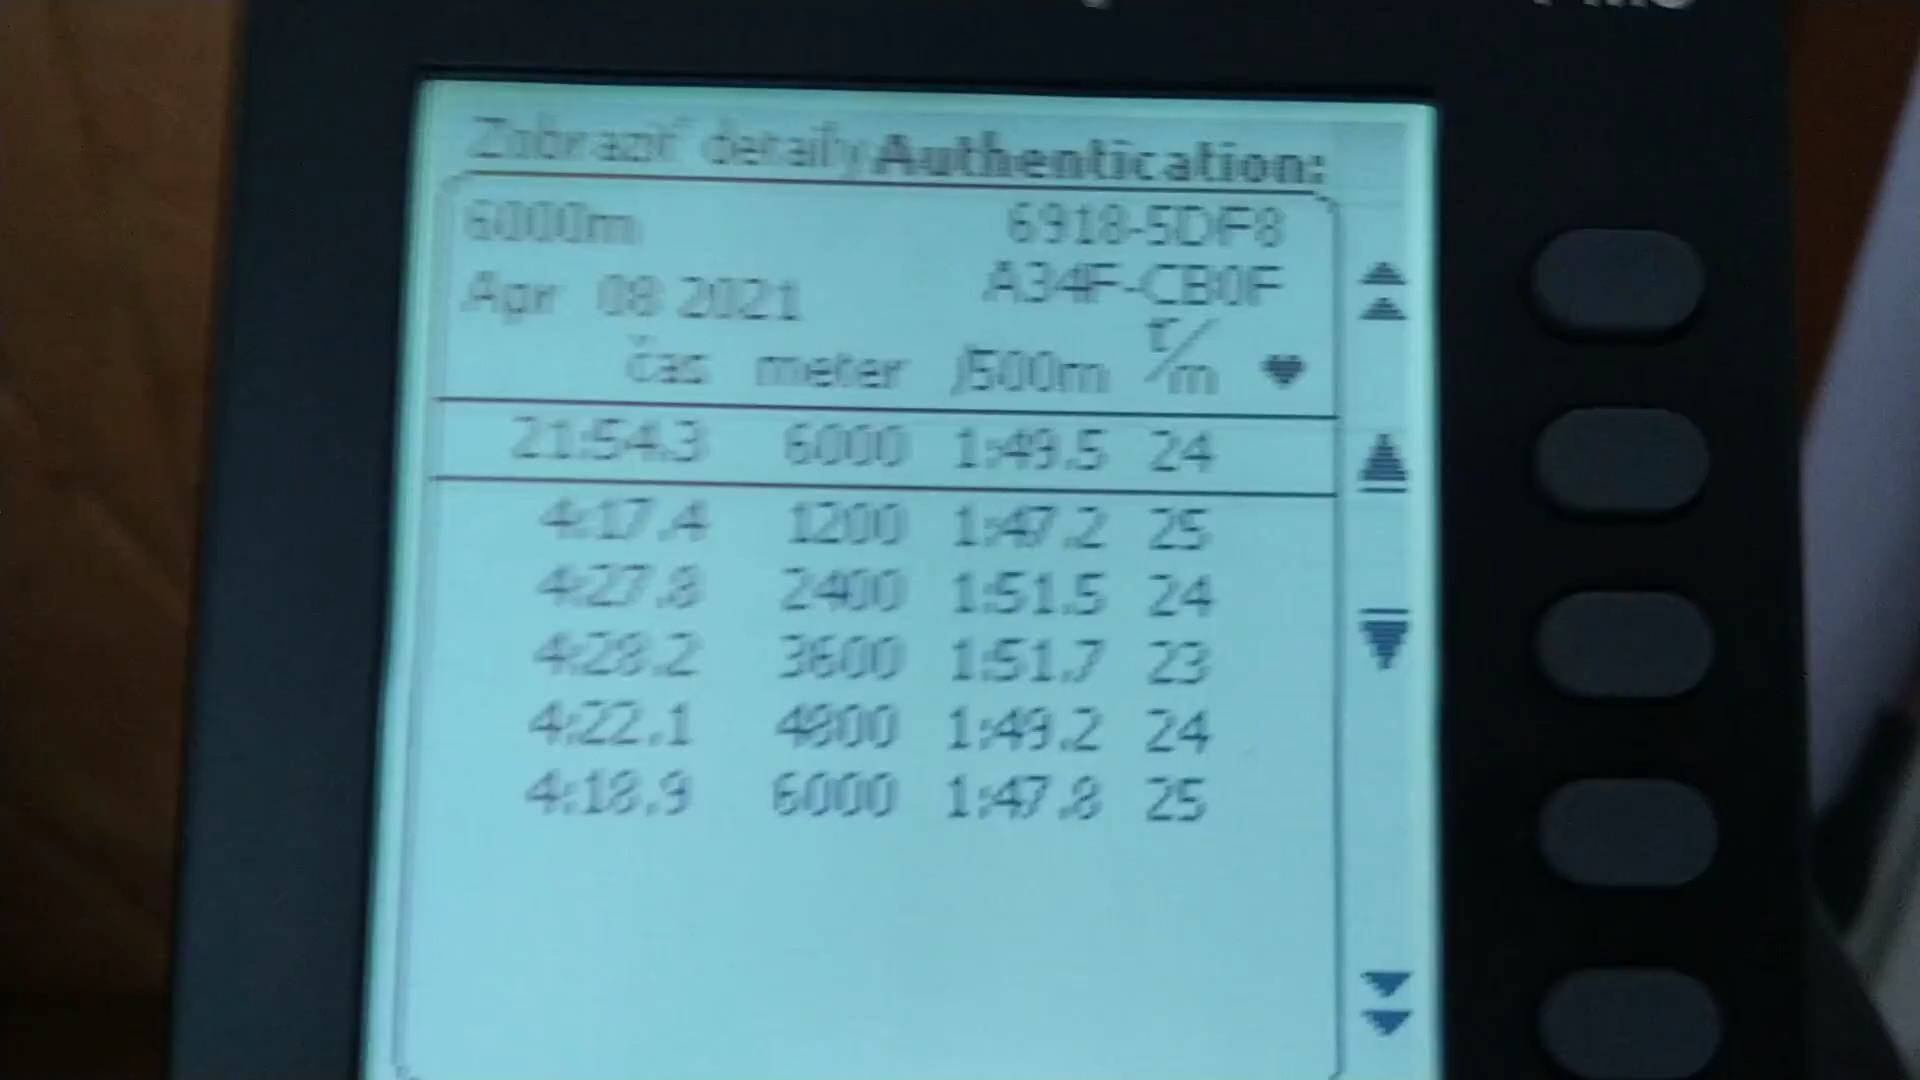 Zobraziť detaily Authentication:
6000m 6918-5DF8
Apr 08 2021 A34F-CB0F
čas meter /500m t/m
21:54.3 6000 1:49.5 24
4:17.4 1200 1:47.2 25
4:27.8 2400 1:51.5 24
4:28.2 3600 1:51.7 23
4:22.1 4800 1:49.2 24
4:18.9 6000 1:47.8 25